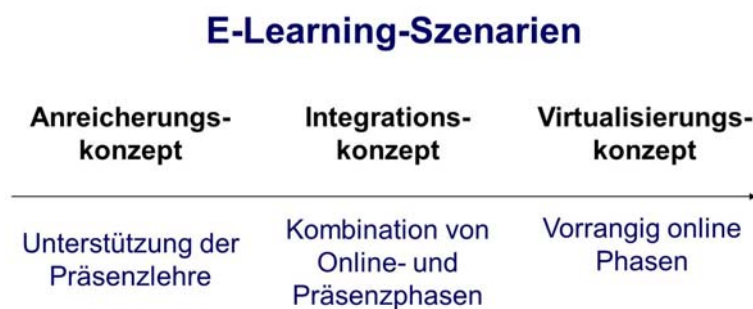 E-Learning-Szenarien
Anreicherungs-
konzept
Integrations-
konzept
Virtualisierungs-
konzept
Unterstützung der
Präsenzlehre
Kombination von
Online- und
Präsenzphasen
Vorrangig online
Phasen